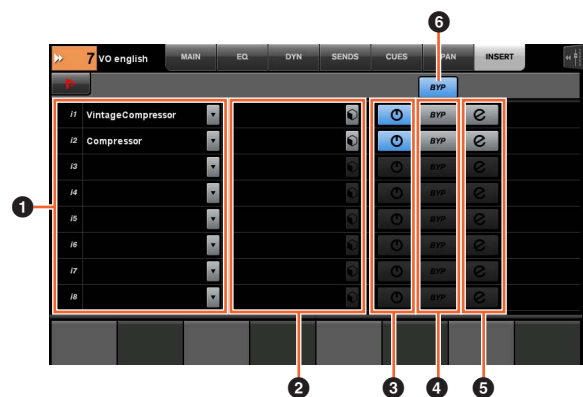 6
7 VO english MAIN EQ DYN SENDS CUES PAN INSERT
BYP
i1 VintageCompressor BYP e
i2 Compressor BYP e
i3 BYP e
i4 BYP e
i5 BYP e
i6 BYP e
i7 BYP e
i8 BYP e
1
2 3 4 5